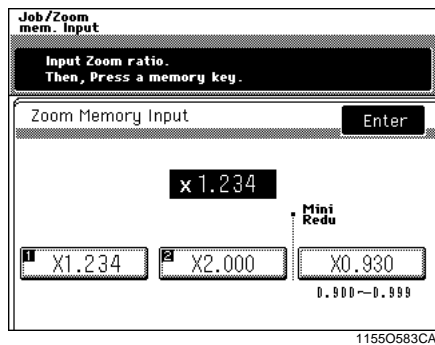 Job/Zoom
mem. Input
Input Zoom ratio.
Then, Press a memory key.
Zoom Memory Input
Enter
x1.234
Mini
Redu
1 X1.234
2 X2.000
X0.930
0.900~0.999
1155O583CA